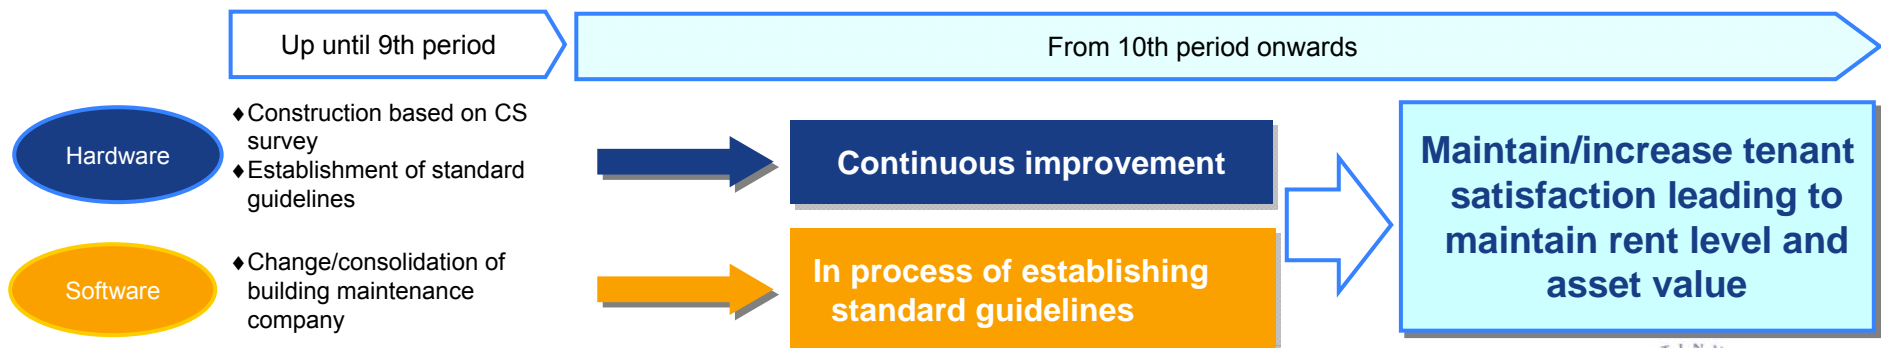 Up until 9th period
From 10th period onwards
Hardware
♦Construction based on CS
survey
♦Establishment of standard
guidelines
Continuous improvement
Software
♦Change/consolidation of
building maintenance
company
In process of establishing
standard guidelines
Maintain/increase tenant
satisfaction leading to
maintain rent level and
asset value